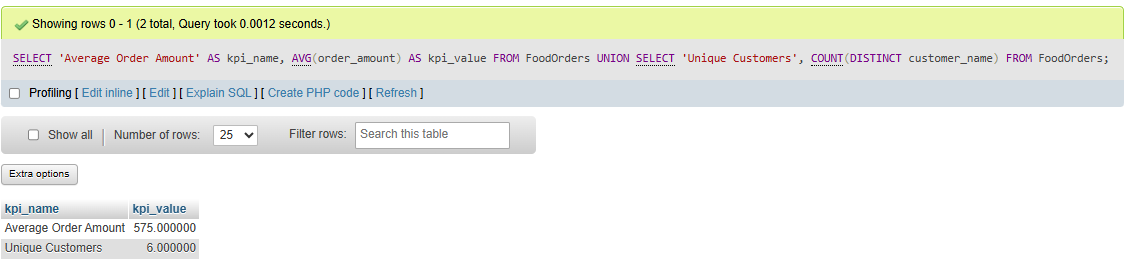 Showing rows 0 - 1 (2 total, Query took 0.0012 seconds.)
SELECT 'Average Order Amount' AS kpi_name, AVG(order_amount) AS kpi_value FROM FoodOrders UNION SELECT 'Unique Customers', COUNT(DISTINCT customer_name) FROM FoodOrders;
Profiling [ Edit inline ] [ Edit ] [ Explain SQL ] [ Create PHP code ] [ Refresh ]
Show all Number of rows: 25 Filter rows: Search this table
Extra options
kpi_name kpi_value
Average Order Amount 575.000000
Unique Customers 6.000000